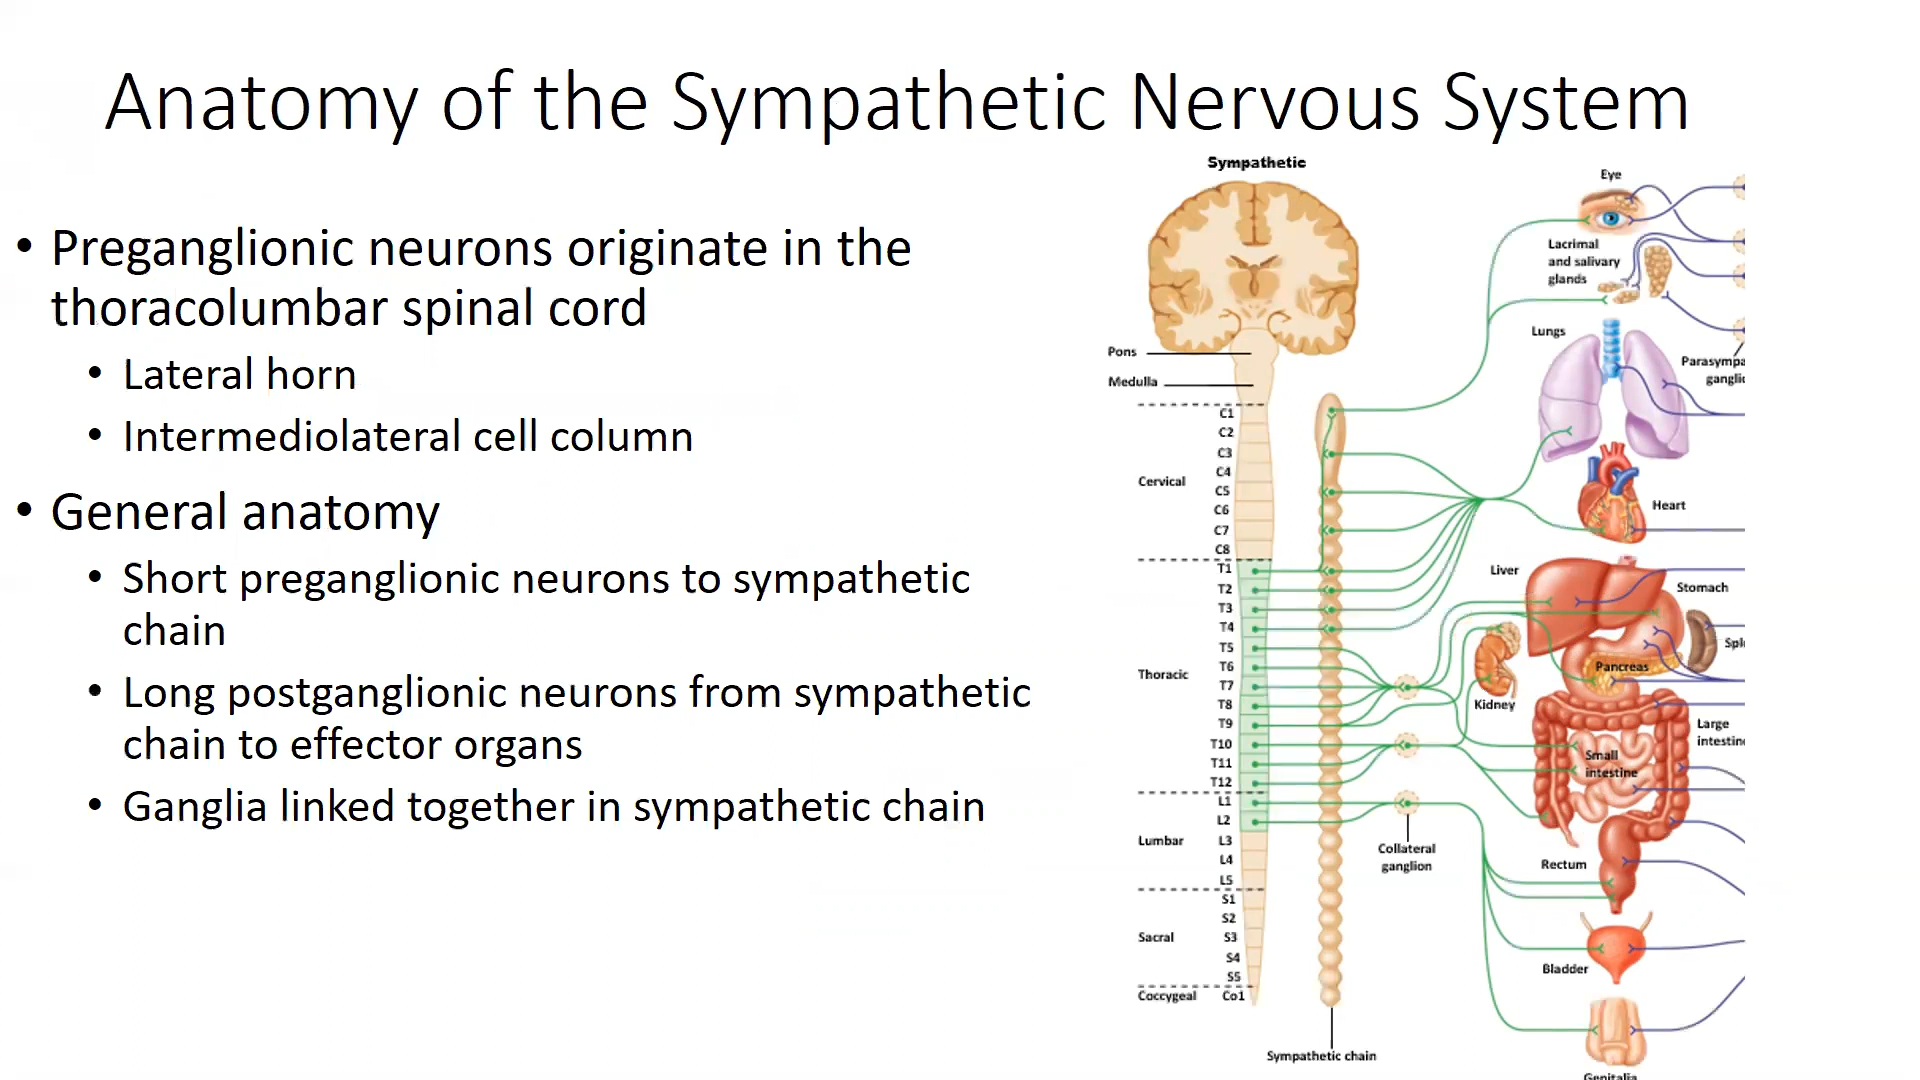 Anatomy of the Sympathetic Nervous System
• Preganglionic neurons originate in the
thoracolumbar spinal cord
• Lateral horn
• Intermediolateral cell column
• General anatomy
• Short preganglionic neurons to sympathetic
chain
• Long postganglionic neurons from sympathetic
chain to effector organs
• Ganglia linked together in sympathetic chain
Sympathetic
Eye
Lacrimal
and salivary
glands
Lungs
Parasympa
ganglic
Pons
Medulla
C1
C2
C3
C4
Cervical
C5
C6
C7
C8
Heart
T1
T2
T3
T4
T5
T6
Thoracic
T7
T8
T9
T10
T11
T12
Liver
Stomach
Spl
Pancreas
Kidney
Large
intestin
Small
intestine
L1
L2
Lumbar
L3
L4
L5
Collateral
ganglion
Rectum
S1
S2
Sacral
S3
S4
S5
Coccygeal
Co1
Bladder
Sympathetic chain
Genitalia